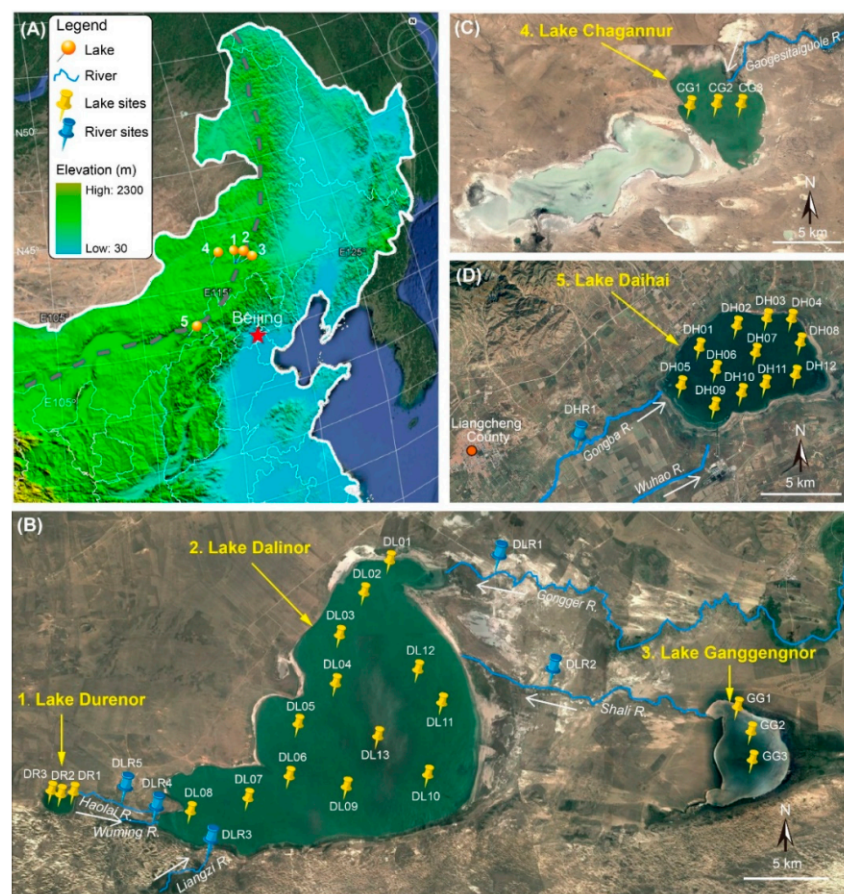 (A)
Legend
Lake
River
Lake sites
River sites
Elevation (m)
High: 2300
Low: 30
N
N50
N45°
E105°
E115°
E125°
E105°
4
1
2
3
5
Beijing
(C)
4. Lake Chagannur
Gaogesitaiguole R.
CG1
CG2
CG3
N
5 km
(D)
5. Lake Daihai
DH01
DH02
DH03
DH04
DH05
DH06
DH07
DH08
DH09
DH10
DH11
DH12
DHR1
Liangcheng
County
Gongba R.
Wuhao R.
N
5 km
(B)
2. Lake Dalinor
DL01
DL02
DL03
DL04
DL05
DL06
DL07
DL08
DL09
DL10
DL11
DL12
DL13
DLR1
Gongger R.
DLR2
Shali R.
3. Lake Ganggengnor
GG1
GG2
GG3
1. Lake Durenor
DR3
DR2
DR1
DLR5
DLR4
Haolai R.
Wuming R.
DLR3
Liangzi R.
N
5 km